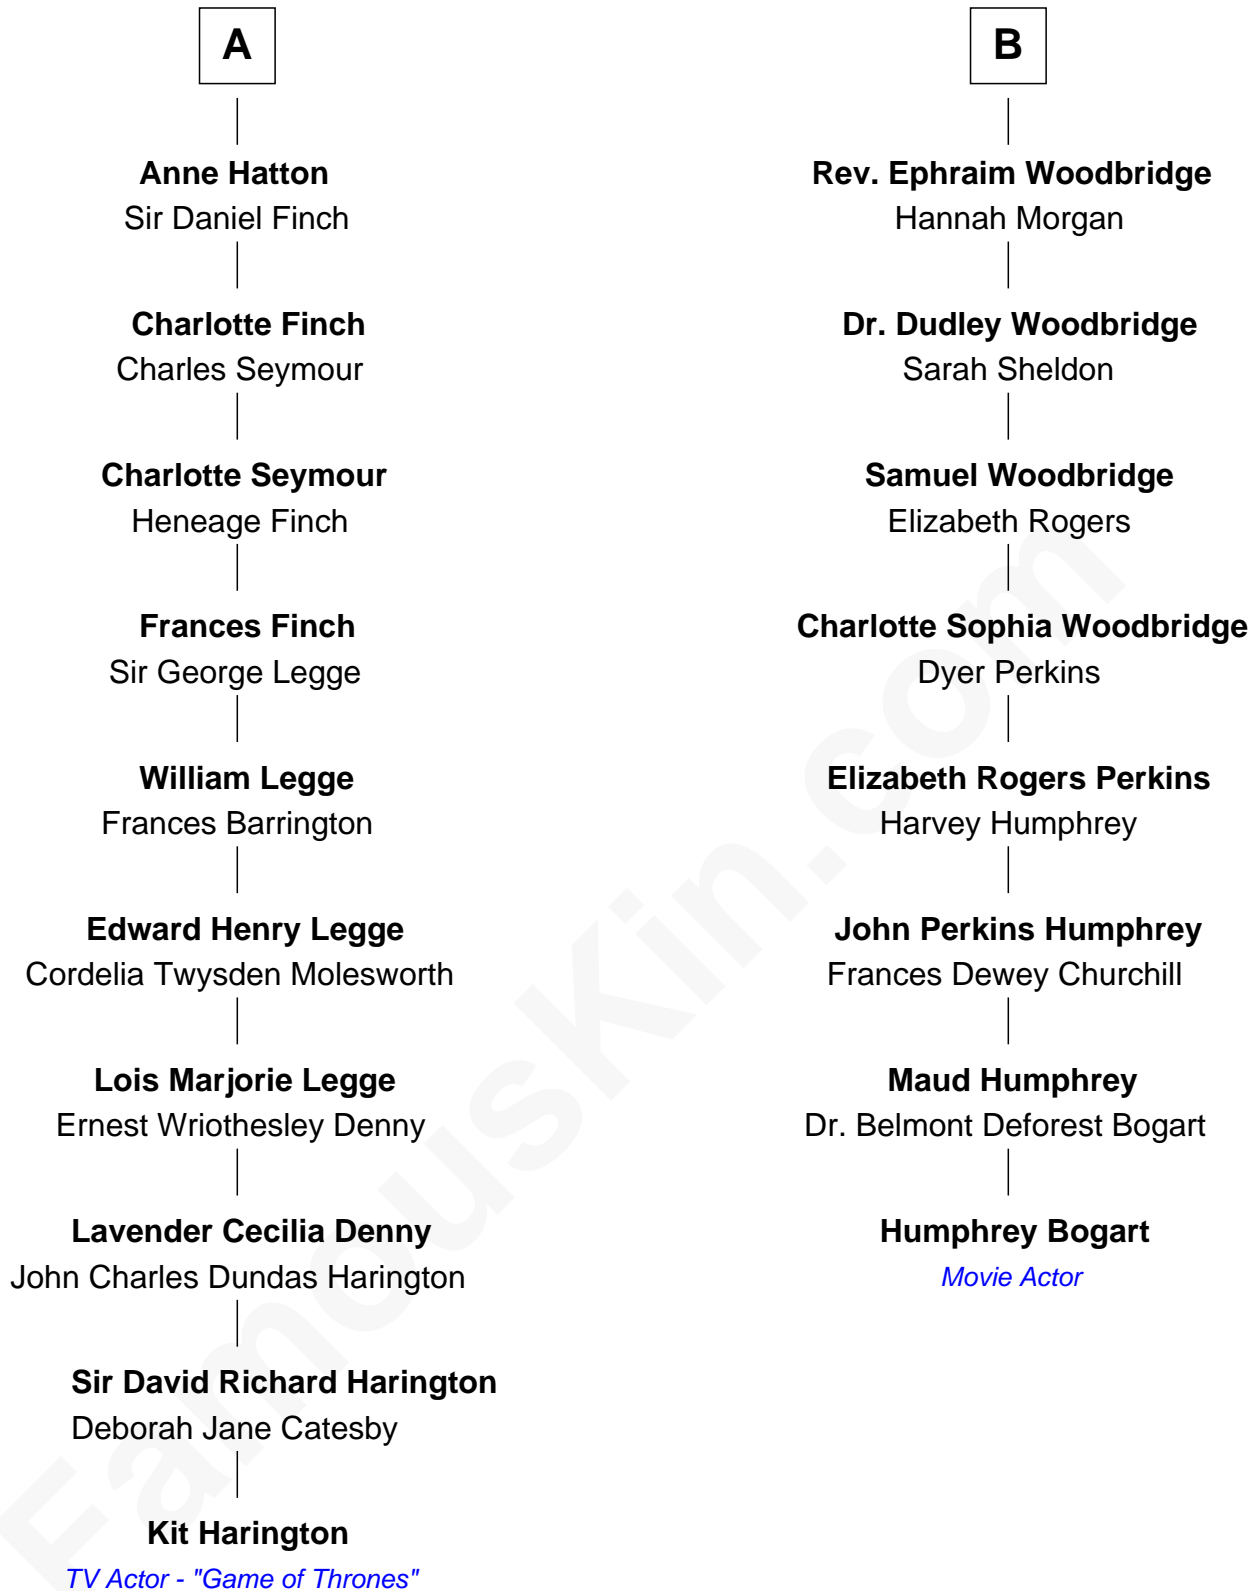 A
Anne Hatton
Sir Daniel Finch
Charlotte Finch
Charles Seymour
Charlotte Seymour
Heneage Finch
Frances Finch
Sir George Legge
William Legge
Frances Barrington
Edward Henry Legge
Cordelia Twysden Molesworth
Lois Marjorie Legge
Ernest Wriothesley Denny
Lavender Cecilia Denny
John Charles Dundas Harington
Sir David Richard Harington
Deborah Jane Catesby
Kit Harington
TV Actor - "Game of Thrones"
B
Rev. Ephraim Woodbridge
Hannah Morgan
Dr. Dudley Woodbridge
Sarah Sheldon
Samuel Woodbridge
Elizabeth Rogers
Charlotte Sophia Woodbridge
Dyer Perkins
Elizabeth Rogers Perkins
Harvey Humphrey
John Perkins Humphrey
Frances Dewey Churchill
Maud Humphrey
Dr. Belmont Deforest Bogart
Humphrey Bogart
Movie Actor
FamousKin.com